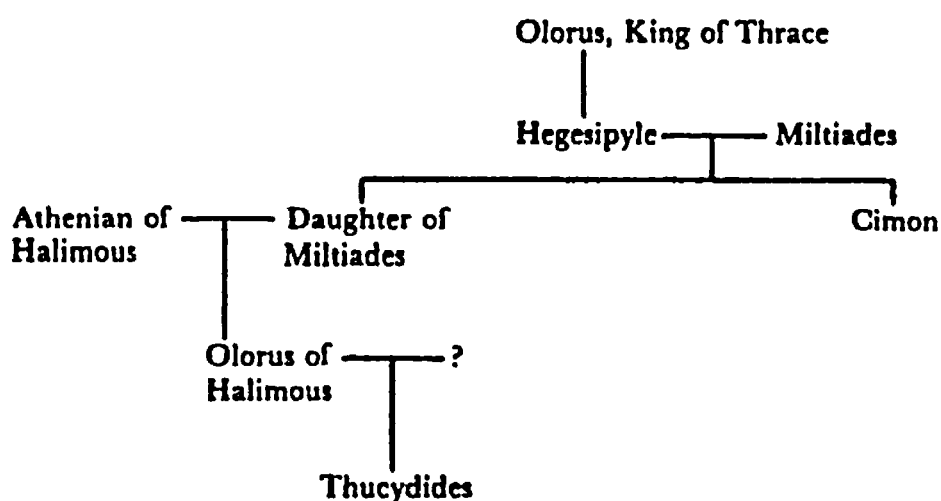 Olorus, King of Thrace
Hegesipyle
Miltiades
Athenian of
Halimous
Daughter of
Miltiades
Cimon
Olorus of
Halimous
?
Thucydides